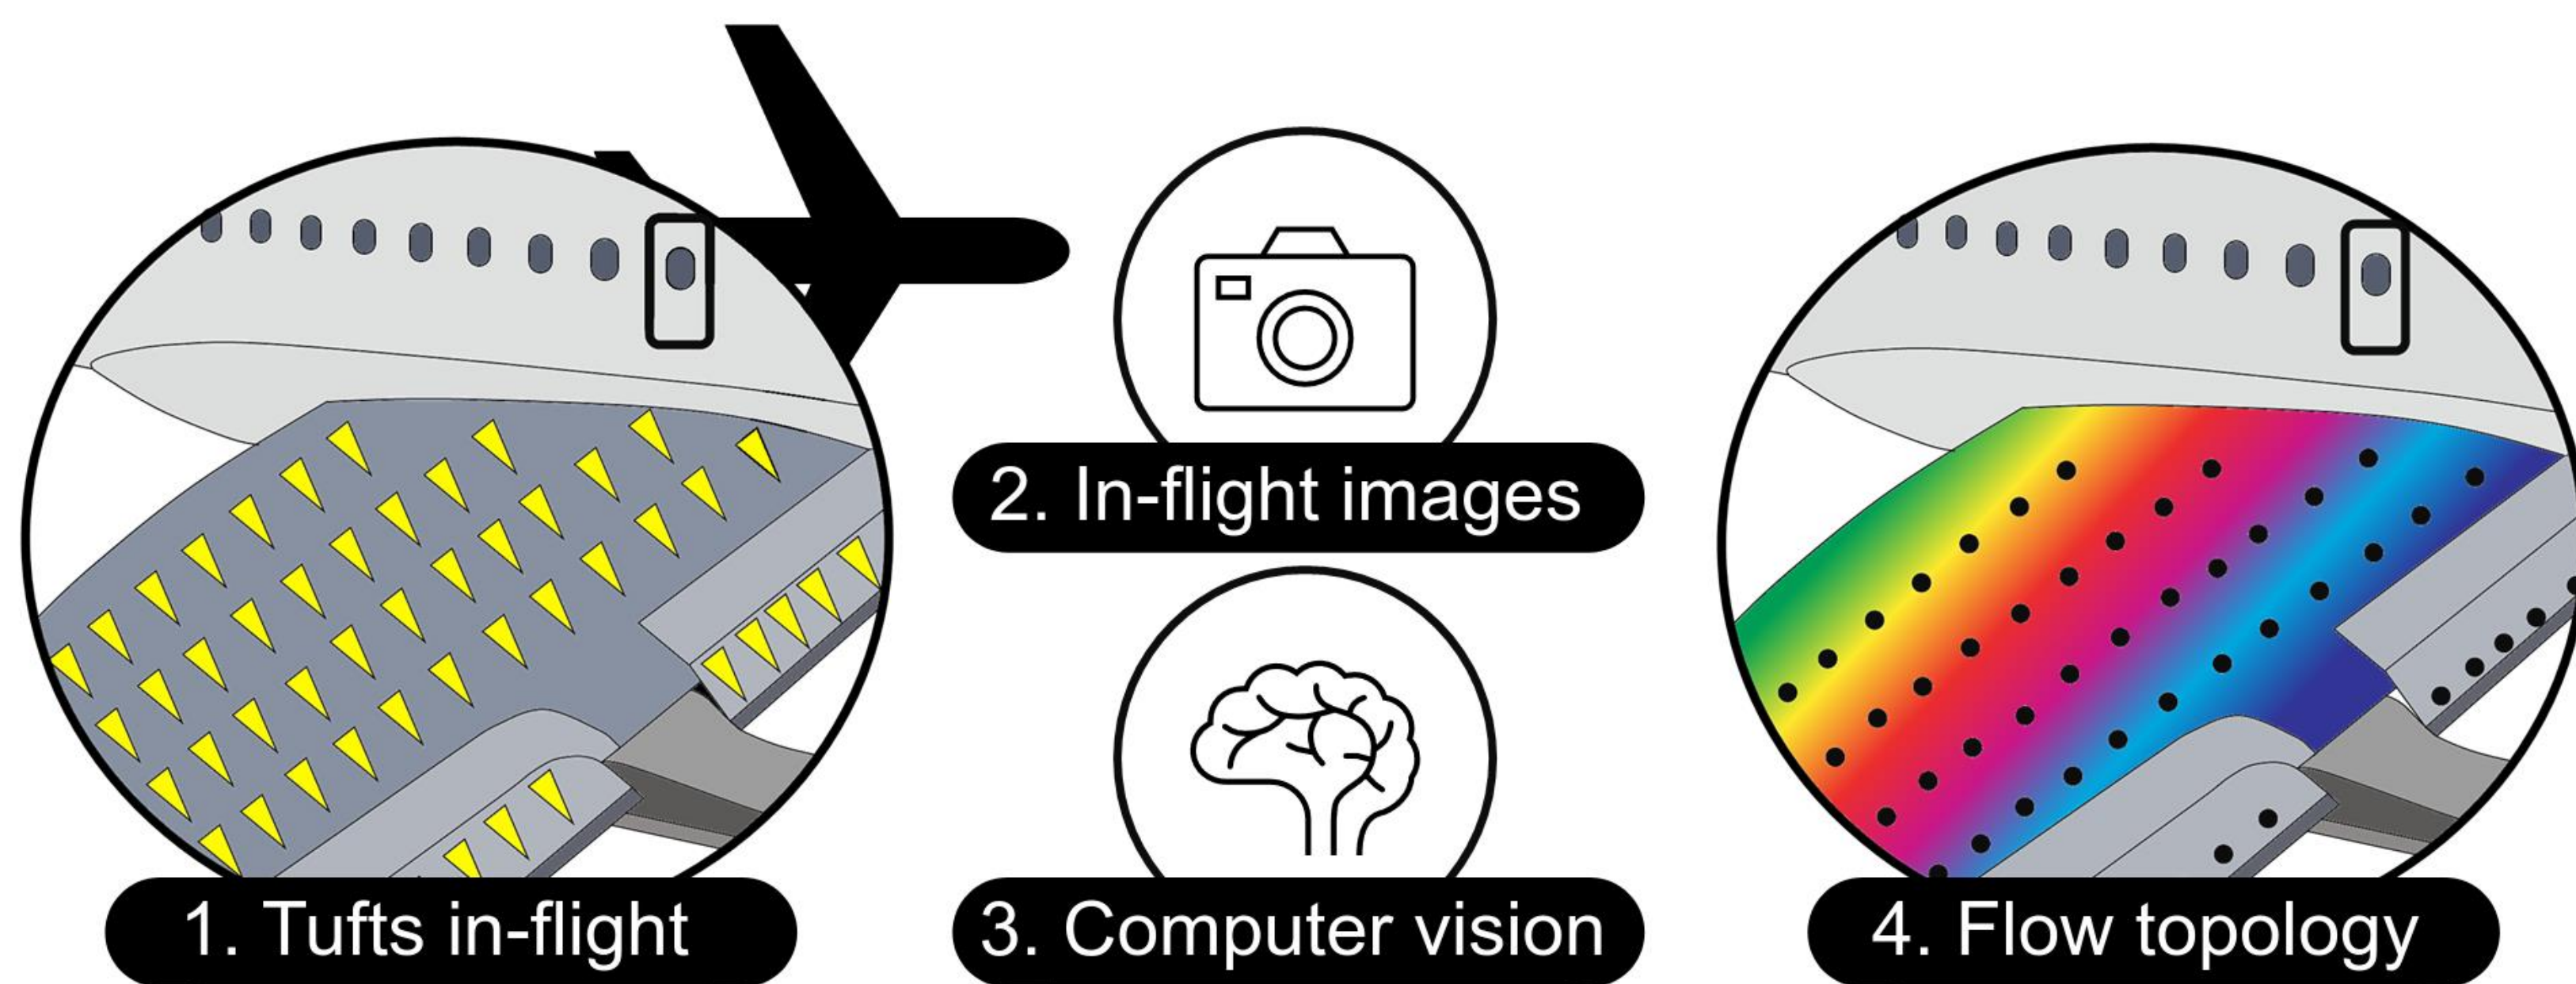 1. Tufts in-flight
2. In-flight images
3. Computer vision
4. Flow topology